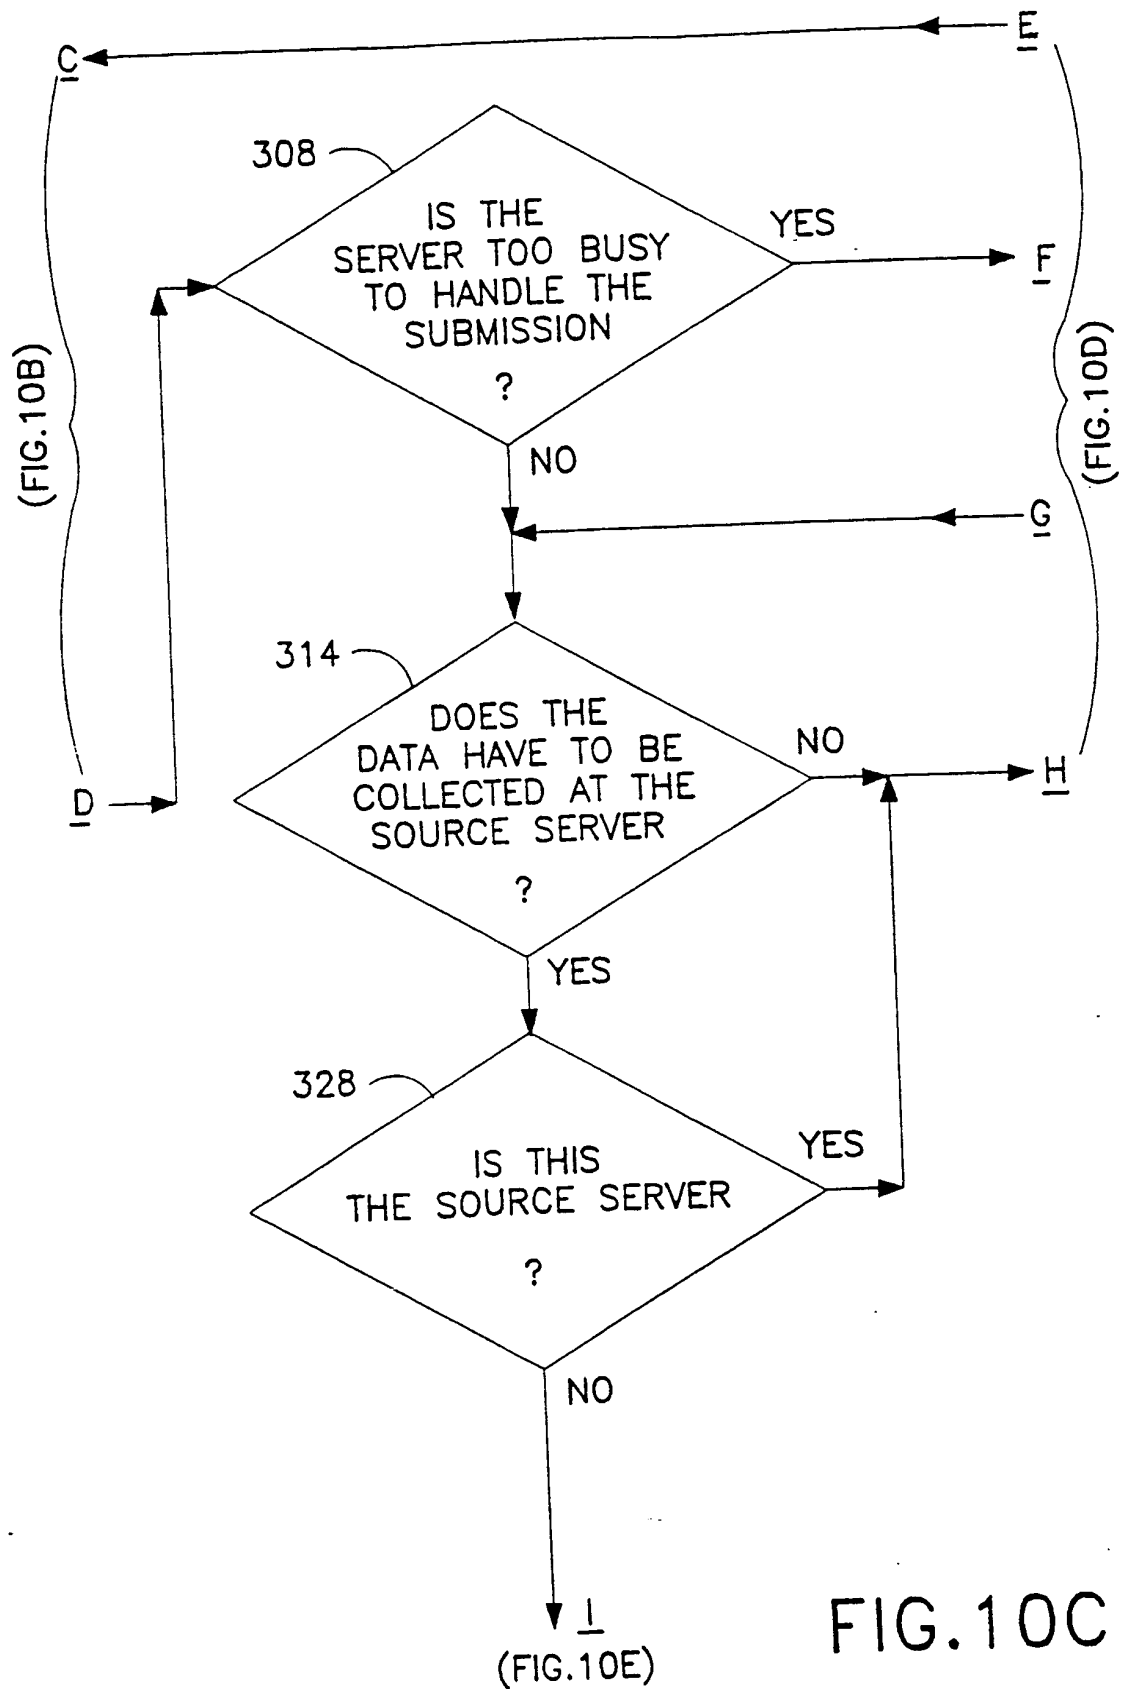 C
E
308
IS THE
SERVER TOO BUSY
TO HANDLE THE
SUBMISSION
?
YES
F
(FIG.10B)
(FIG.10D)
NO
G
314
DOES THE
DATA HAVE TO BE
COLLECTED AT THE
SOURCE SERVER
?
NO
H
D
YES
328
IS THIS
THE SOURCE SERVER
?
YES
NO
I
(FIG.10E)
FIG.10C